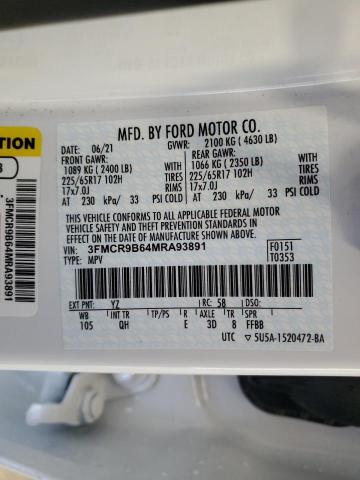 MFD. BY FORD MOTOR CO.
DATE: 06/21 GVWR: 2100 KG (4630 LB)
FRONT GAWR: REAR GAWR:
1089 KG (2400 LB) 1066 KG (2350 LB)
225/65R17 102H TIRES 225/65R17 102H
17x7.0J RIMS 17x7.0J
AT 230 kPa/ 33 PSI COLD AT 230 kPa/ 33 PSI COLD
THIS VEHICLE CONFORMS TO ALL APPLICABLE FEDERAL MOTOR
VEHICLE SAFETY AND THEFT PREVENTION STANDARDS IN EFFECT ON
THE DATE OF MANUFACTURE SHOWN ABOVE.
VIN: 3FMCR9B64MRA93891 F0151
TYPE: MPV T0353
EXT PNT: YZ RC: 58 DSO:
WB INT TR TP/PS R AXLE TR SPR
105 QH E 3D 8 FFBB
UTC 5U5A-1520472-BA
3FMCR9B64MRA93891